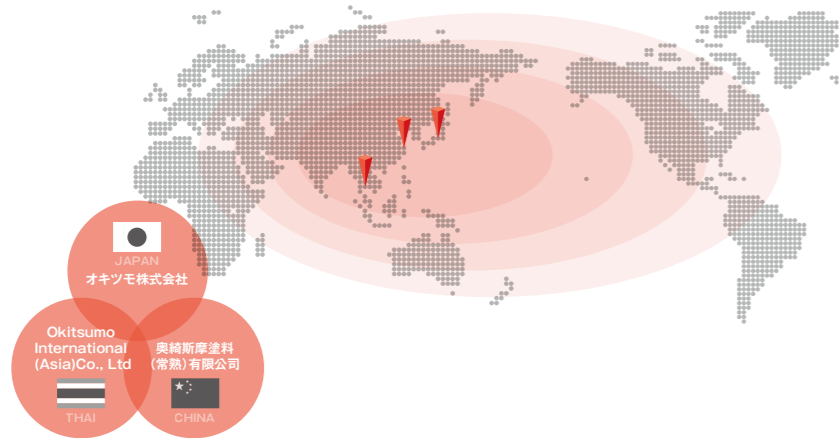 JAPAN
オキツモ株式会社
Okitsumo
International
(Asia)Co., Ltd
THAI
奥綺斯摩塗料
(常熟)有限公司
CHINA